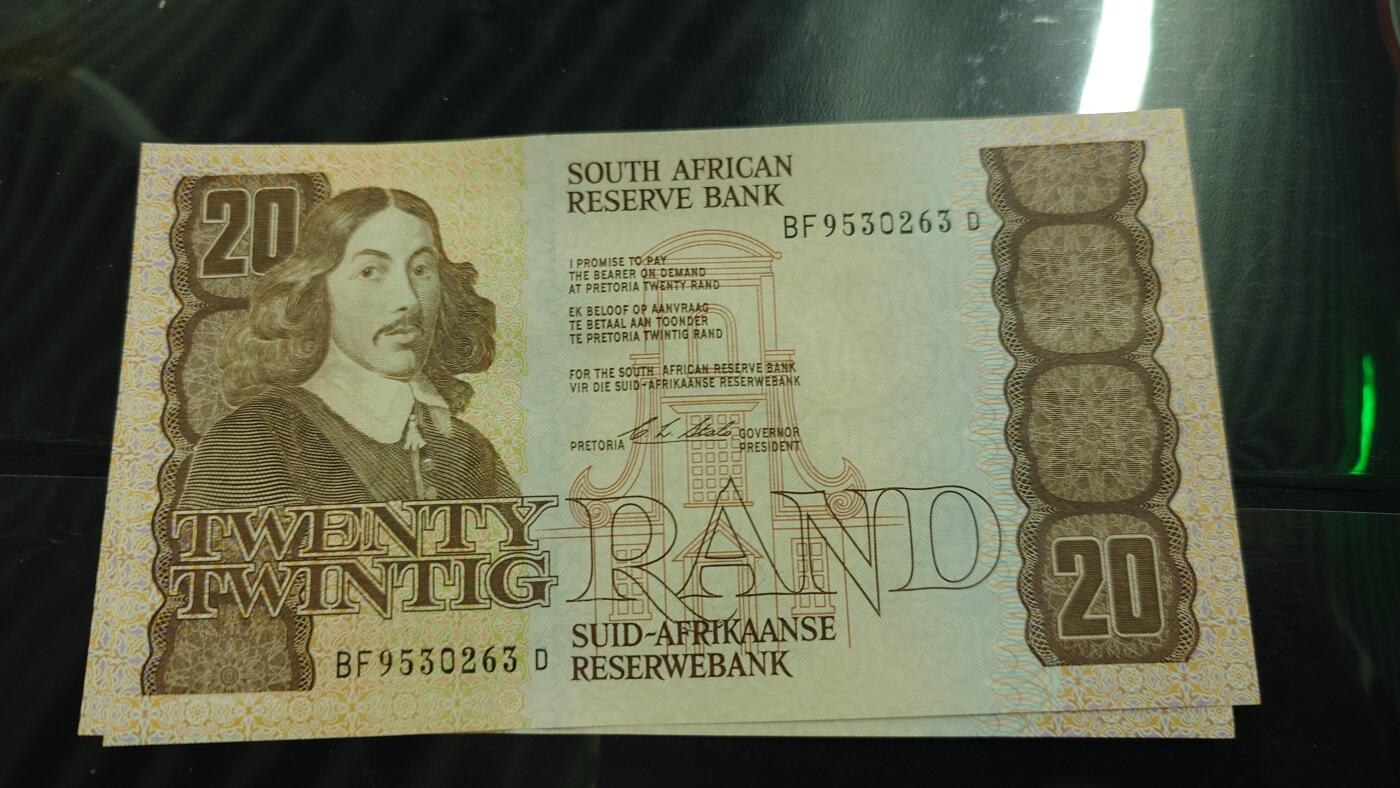 20
SOUTH AFRICAN
RESERVE BANK
BF9530263 D
I PROMISE TO PAY
THE BEARER ON DEMAND
AT PRETORIA TWENTY RAND
EK BELOOF OP AANVRAAG
TE BETAAL AAN TOONDER
TE PRETORIA TWINTIG RAND
FOR THE SOUTH AFRICAN RESERVE BANK
VIR DIE SUID-AFRIKAANSE RESERWEBANK
PRETORIA GOVERNOR
PRESIDENT
TWENTY
TWINTIG
RAND
20
SUID-AFRIKAANSE
RESERWEBANK
BF9530263 D